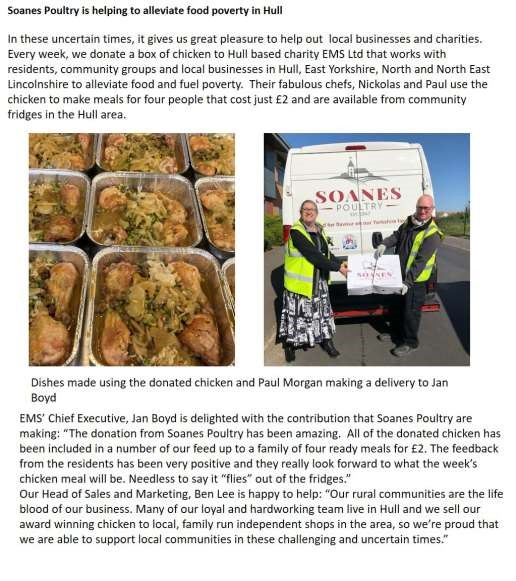 Soanes Poultry is helping to alleviate food poverty in Hull
In these uncertain times, it gives us great pleasure to help out  local businesses and charities.
Every week, we donate a box of chicken to Hull based charity EMS Ltd that works with
residents, community groups and local businesses in Hull, East Yorkshire, North and North East
Lincolnshire to alleviate food and fuel poverty.  Their fabulous chefs, Nickolas and Paul use the
chicken to make meals for four people that cost just £2 and are available from community
fridges in the Hull area.
SOANES
POULTRY
SOANES
Dishes made using the donated chicken and Paul Morgan making a delivery to Jan
Boyd
EMS’ Chief Executive, Jan Boyd is delighted with the contribution that Soanes Poultry are
making: “The donation from Soanes Poultry has been amazing.  All of the donated chicken has
been included in a number of our feed up to a family of four ready meals for £2. The feedback
from the residents has been very positive and they really look forward to what the week’s
chicken meal will be. Needless to say it “flies” out of the fridges.”
Our Head of Sales and Marketing, Ben Lee is happy to help: “Our rural communities are the life
blood of our business. Many of our loyal and hardworking team live in Hull and we sell our
award winning chicken to local, family run independent shops in the area, so we’re proud that
we are able to support local communities in these challenging and uncertain times.”